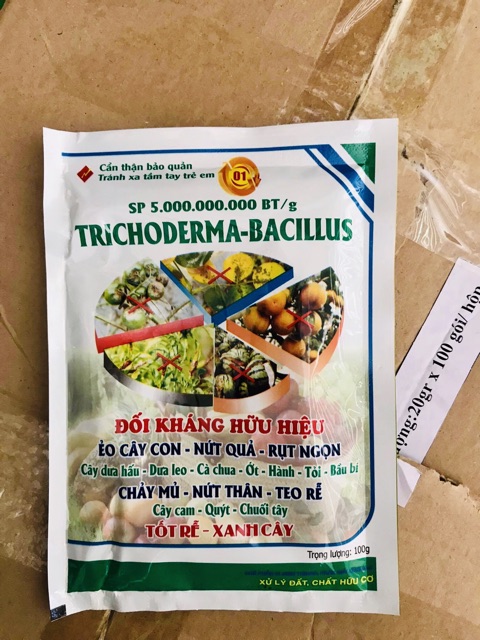 Cẩn thận bảo quản
Tránh xa tầm tay trẻ em
01
SP 5.000.000.000 BT/g
TRICHODERMA-BACILLUS
ĐỐI KHÁNG HỮU HIỆU
ẺO CÂY CON - NỨT QUẢ - RỤT NGỌN
Cây dưa hấu - Dưa leo - Cà chua - Ớt - Hành - Tỏi - Bầu bí
CHẢY MỦ - NỨT THÂN - TEO RỄ
Cây cam - Quýt - Chuối tây
TỐT RỄ - XANH CÂY
Trọng lượng: 100g
XỬ LÝ ĐẤT, CHẤT HỮU CƠ
ượng:20gr x 100 gói/ hộp